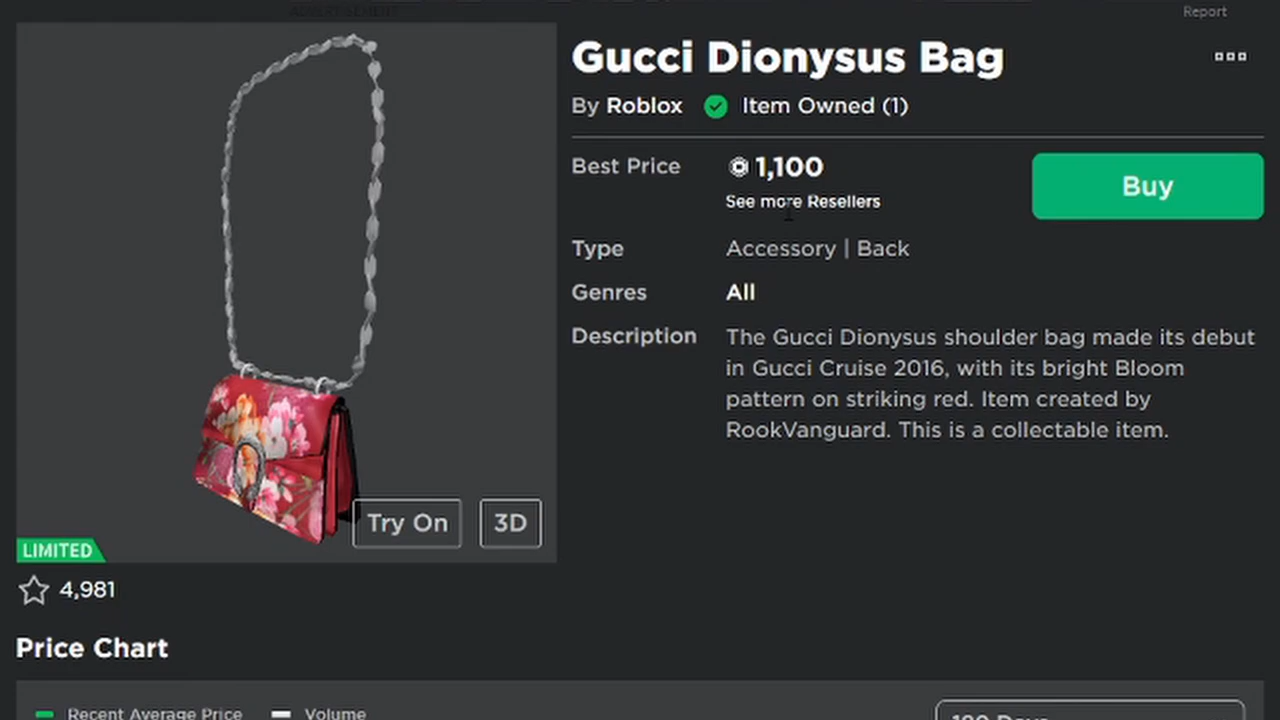 ADVERTISEMENT
Report
Gucci Dionysus Bag
By Roblox Item Owned (1)
Best Price 1,100 Buy
See more Resellers
Type Accessory | Back
Genres All
Description The Gucci Dionysus shoulder bag made its debut
in Gucci Cruise 2016, with its bright Bloom
pattern on striking red. Item created by
RookVanguard. This is a collectable item.
Try On 3D
LIMITED
4,981
Price Chart
Recent Average Price Volume
180 Days